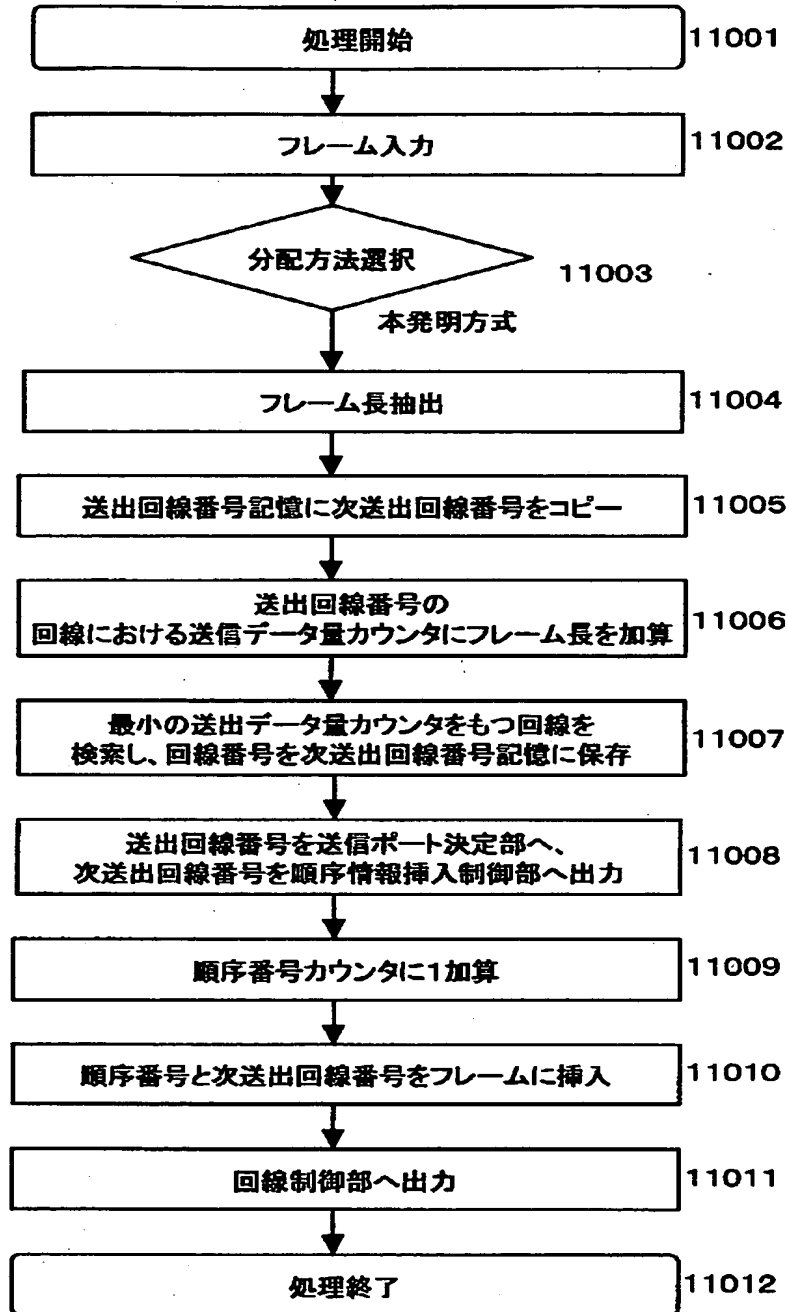 処理開始 11001
フレーム入力 11002
分配方法選択 11003
本発明方式
フレーム長抽出 11004
送出回線番号記憶に次送出回線番号をコピー 11005
送出回線番号の
回線における送信データ量カウンタにフレーム長を加算 11006
最小の送出データ量カウンタをもつ回線を
検索し、回線番号を次送出回線番号記憶に保存 11007
送出回線番号を送信ポート決定部へ、
次送出回線番号を順序情報挿入制御部へ出力 11008
順序番号カウンタに1加算 11009
順序番号と次送出回線番号をフレームに挿入 11010
回線制御部へ出力 11011
処理終了 11012